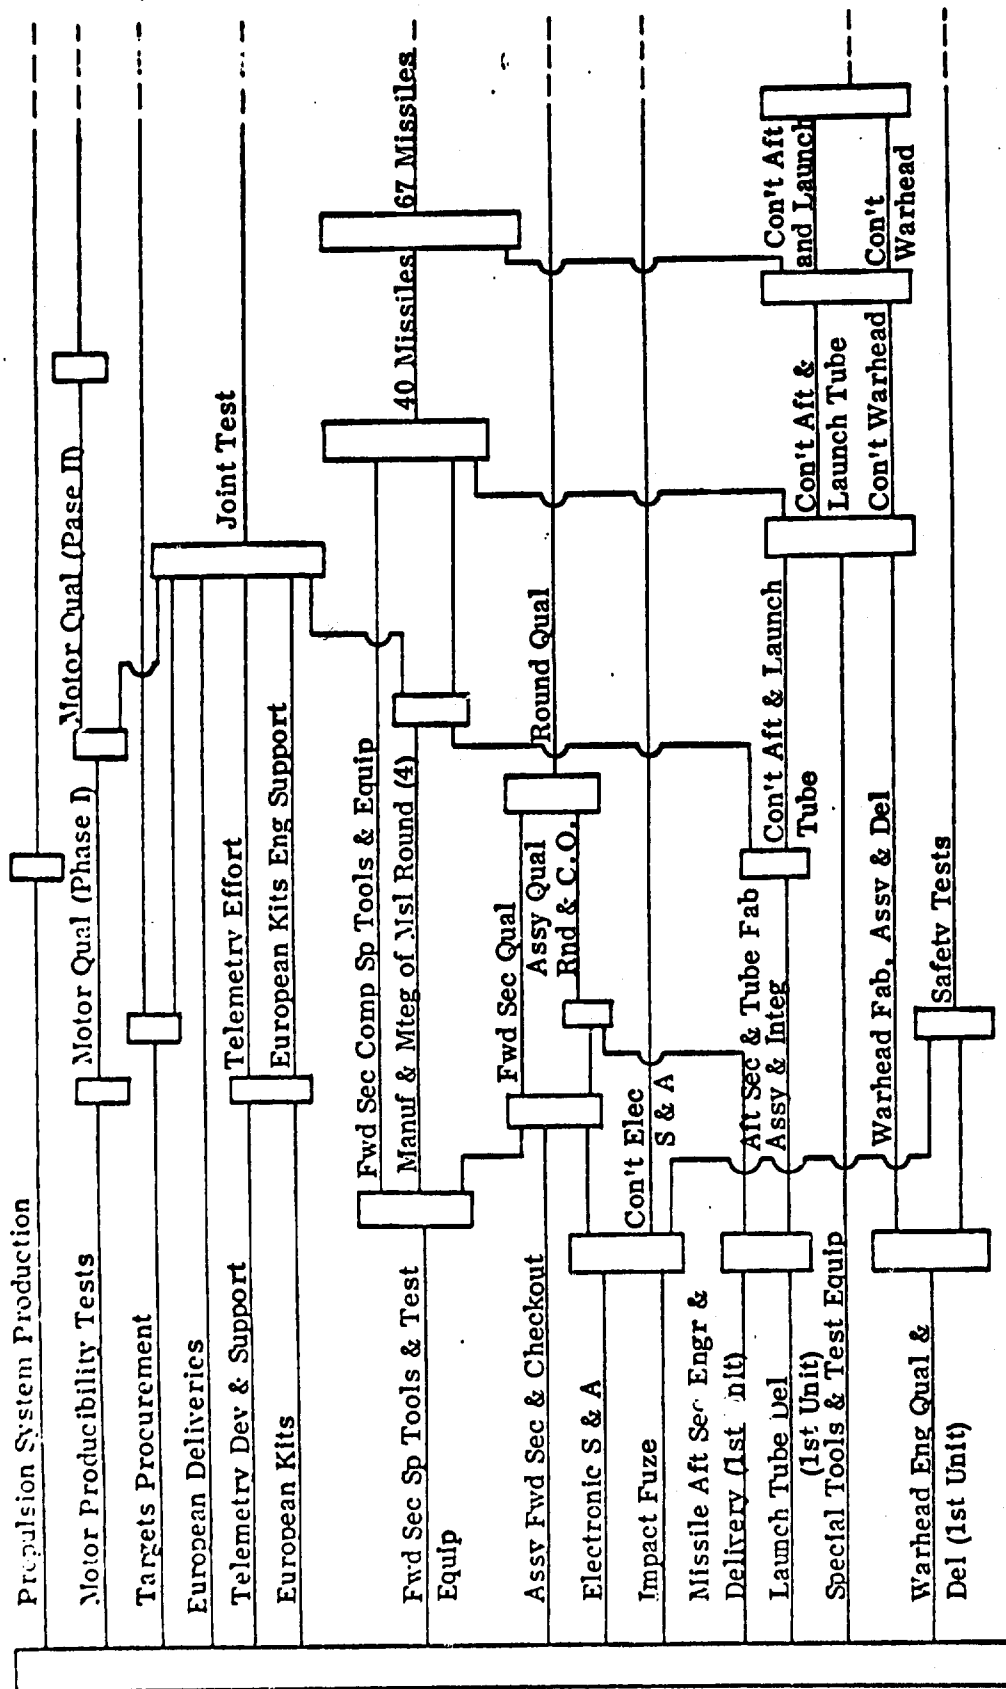 Propulsion System Production
Motor Producibility Tests
Motor Qual (Phase I)
Motor Qual (Pase II)
Targets Procurement
European Deliveries
Telemetry Dev & Support
Telemetry Effort
Joint Test
European Kits
European Kits Eng Support
Fwd Sec Sp Tools & Test
Equip
Fwd Sec Comp Sp Tools & Equip
Manuf & Mteg of Msl Round (4)
40 Missiles
67 Missiles
Assy Fwd Sec & Checkout
Fwd Sec Qual
Assy Qual
Rnd & C.O.
Round Qual
Electronic S & A
Impact Fuze
Con't Elec
S & A
Missile Aft Sec Engr &
Delivery (1st Unit)
Aft Sec & Tube Fab
Assy & Integ
Launch Tube Del
(1st Unit)
Con't Aft & Launch
Tube
Con't Aft &
Launch Tube
Con't Aft
and Launch
Special Tools & Test Equip
Warhead Eng Qual &
Del (1st Unit)
Warhead Fab, Assy & Del
Con't Warhead
Con't
Warhead
Safety Tests